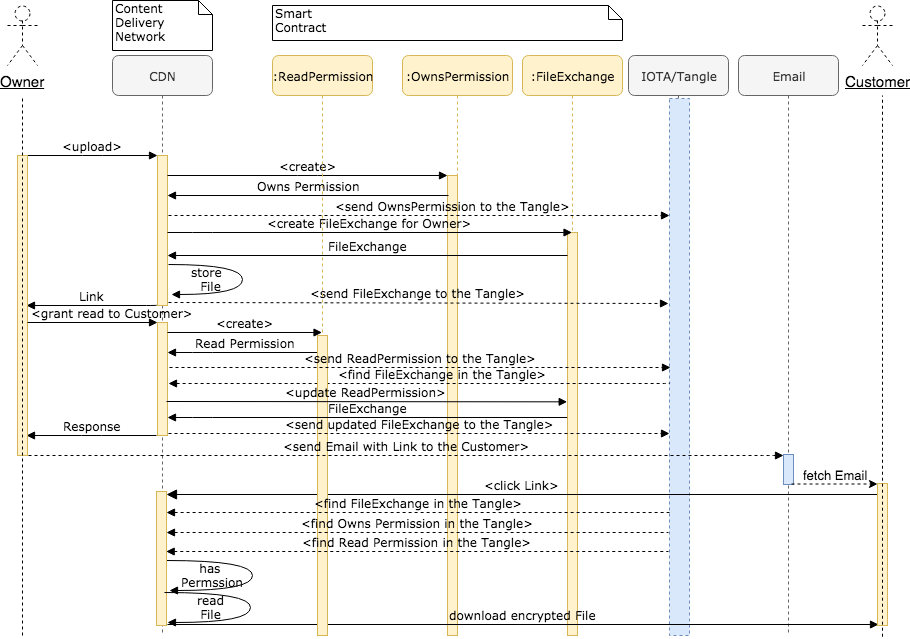 Content
Delivery
Network
Smart
Contract
Owner
CDN
:ReadPermission
:OwnsPermission
:FileExchange
IOTA/Tangle
Email
Customer
<upload>
<create>
Owns Permission
<send OwnsPermission to the Tangle>
<create FileExchange for Owner>
FileExchange
store
File
<send FileExchange to the Tangle>
Link
<grant read to Customer>
<create>
Read Permission
<send ReadPermission to the Tangle>
<find FileExchange in the Tangle>
<update ReadPermission>
FileExchange
<send updated FileExchange to the Tangle>
Response
<send Email with Link to the Customer>
fetch Email
<click Link>
<find FileExchange in the Tangle>
<find Owns Permission in the Tangle>
<find Read Permission in the Tangle>
has
Permssion
read
File
download encrypted File